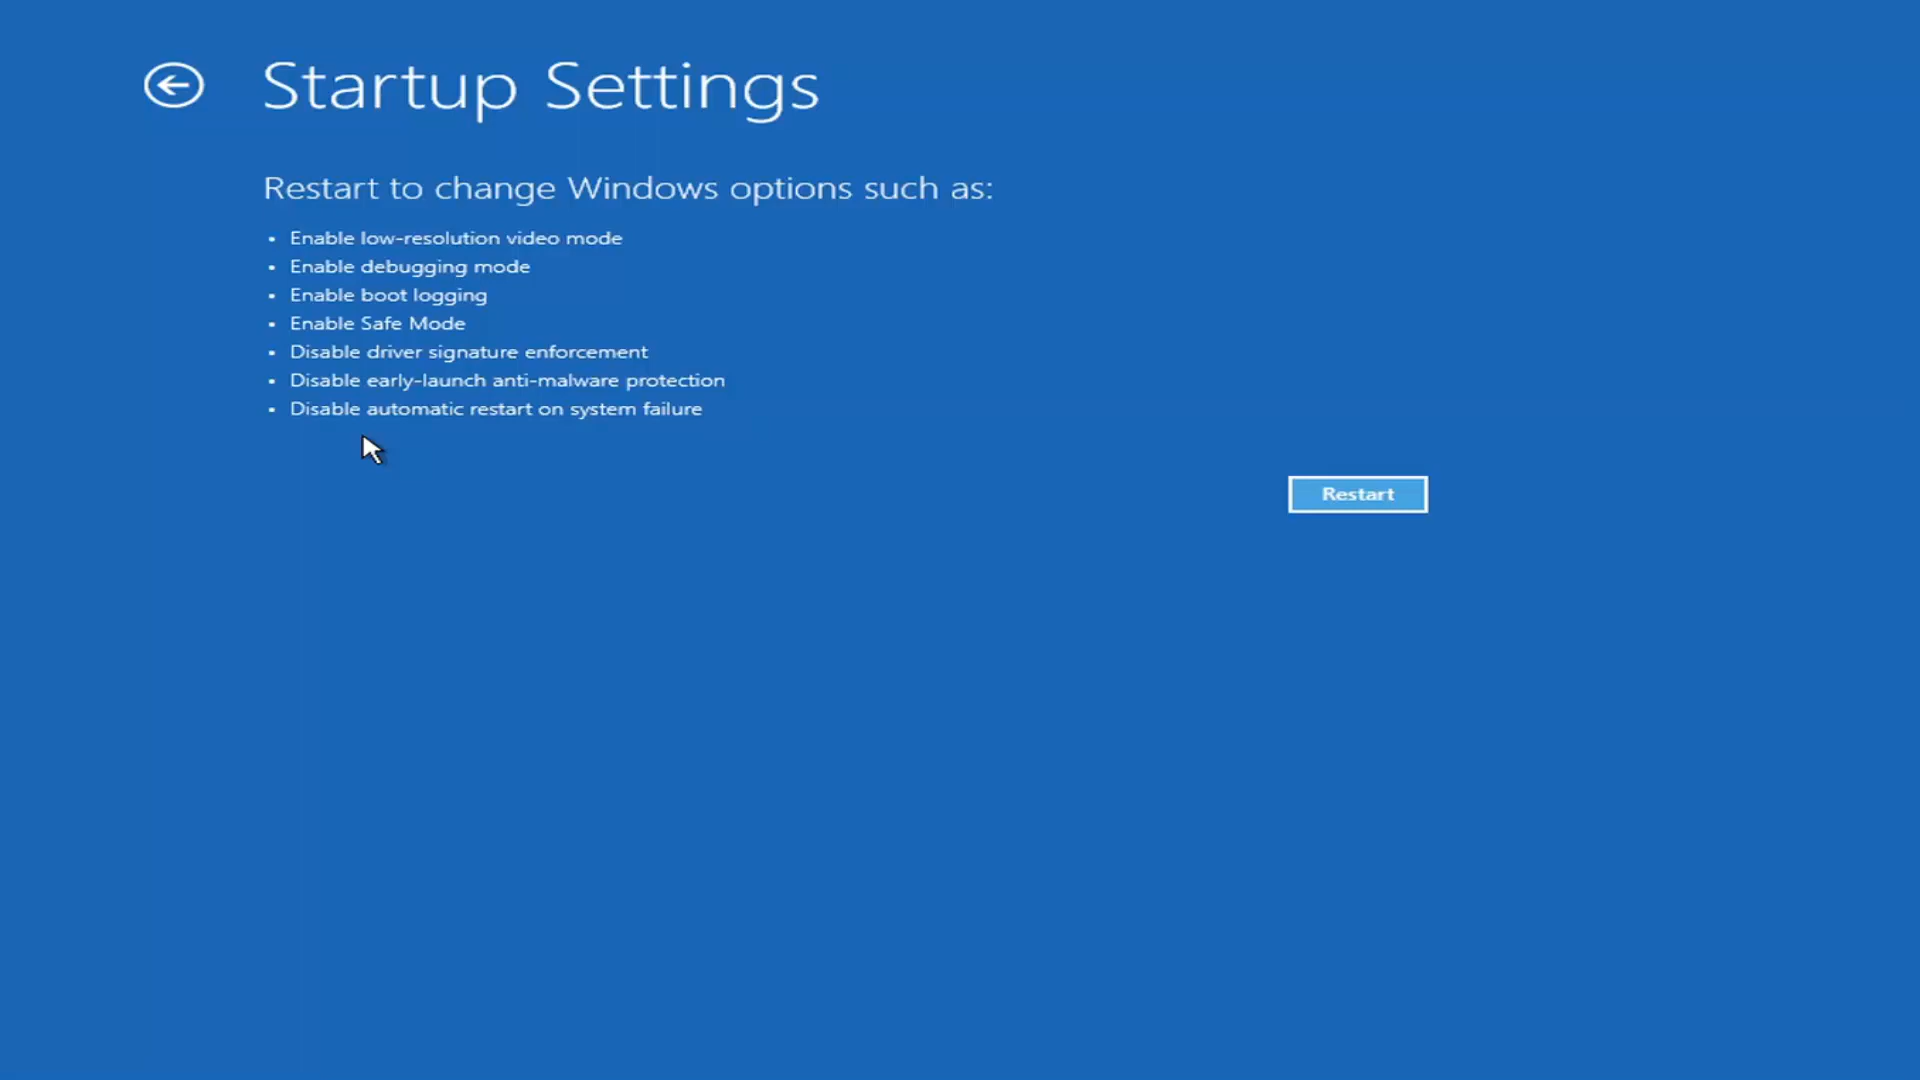 Startup Settings
Restart to change Windows options such as:
• Enable low-resolution video mode
• Enable debugging mode
• Enable boot logging
• Enable Safe Mode
• Disable driver signature enforcement
• Disable early-launch anti-malware protection
• Disable automatic restart on system failure
Restart